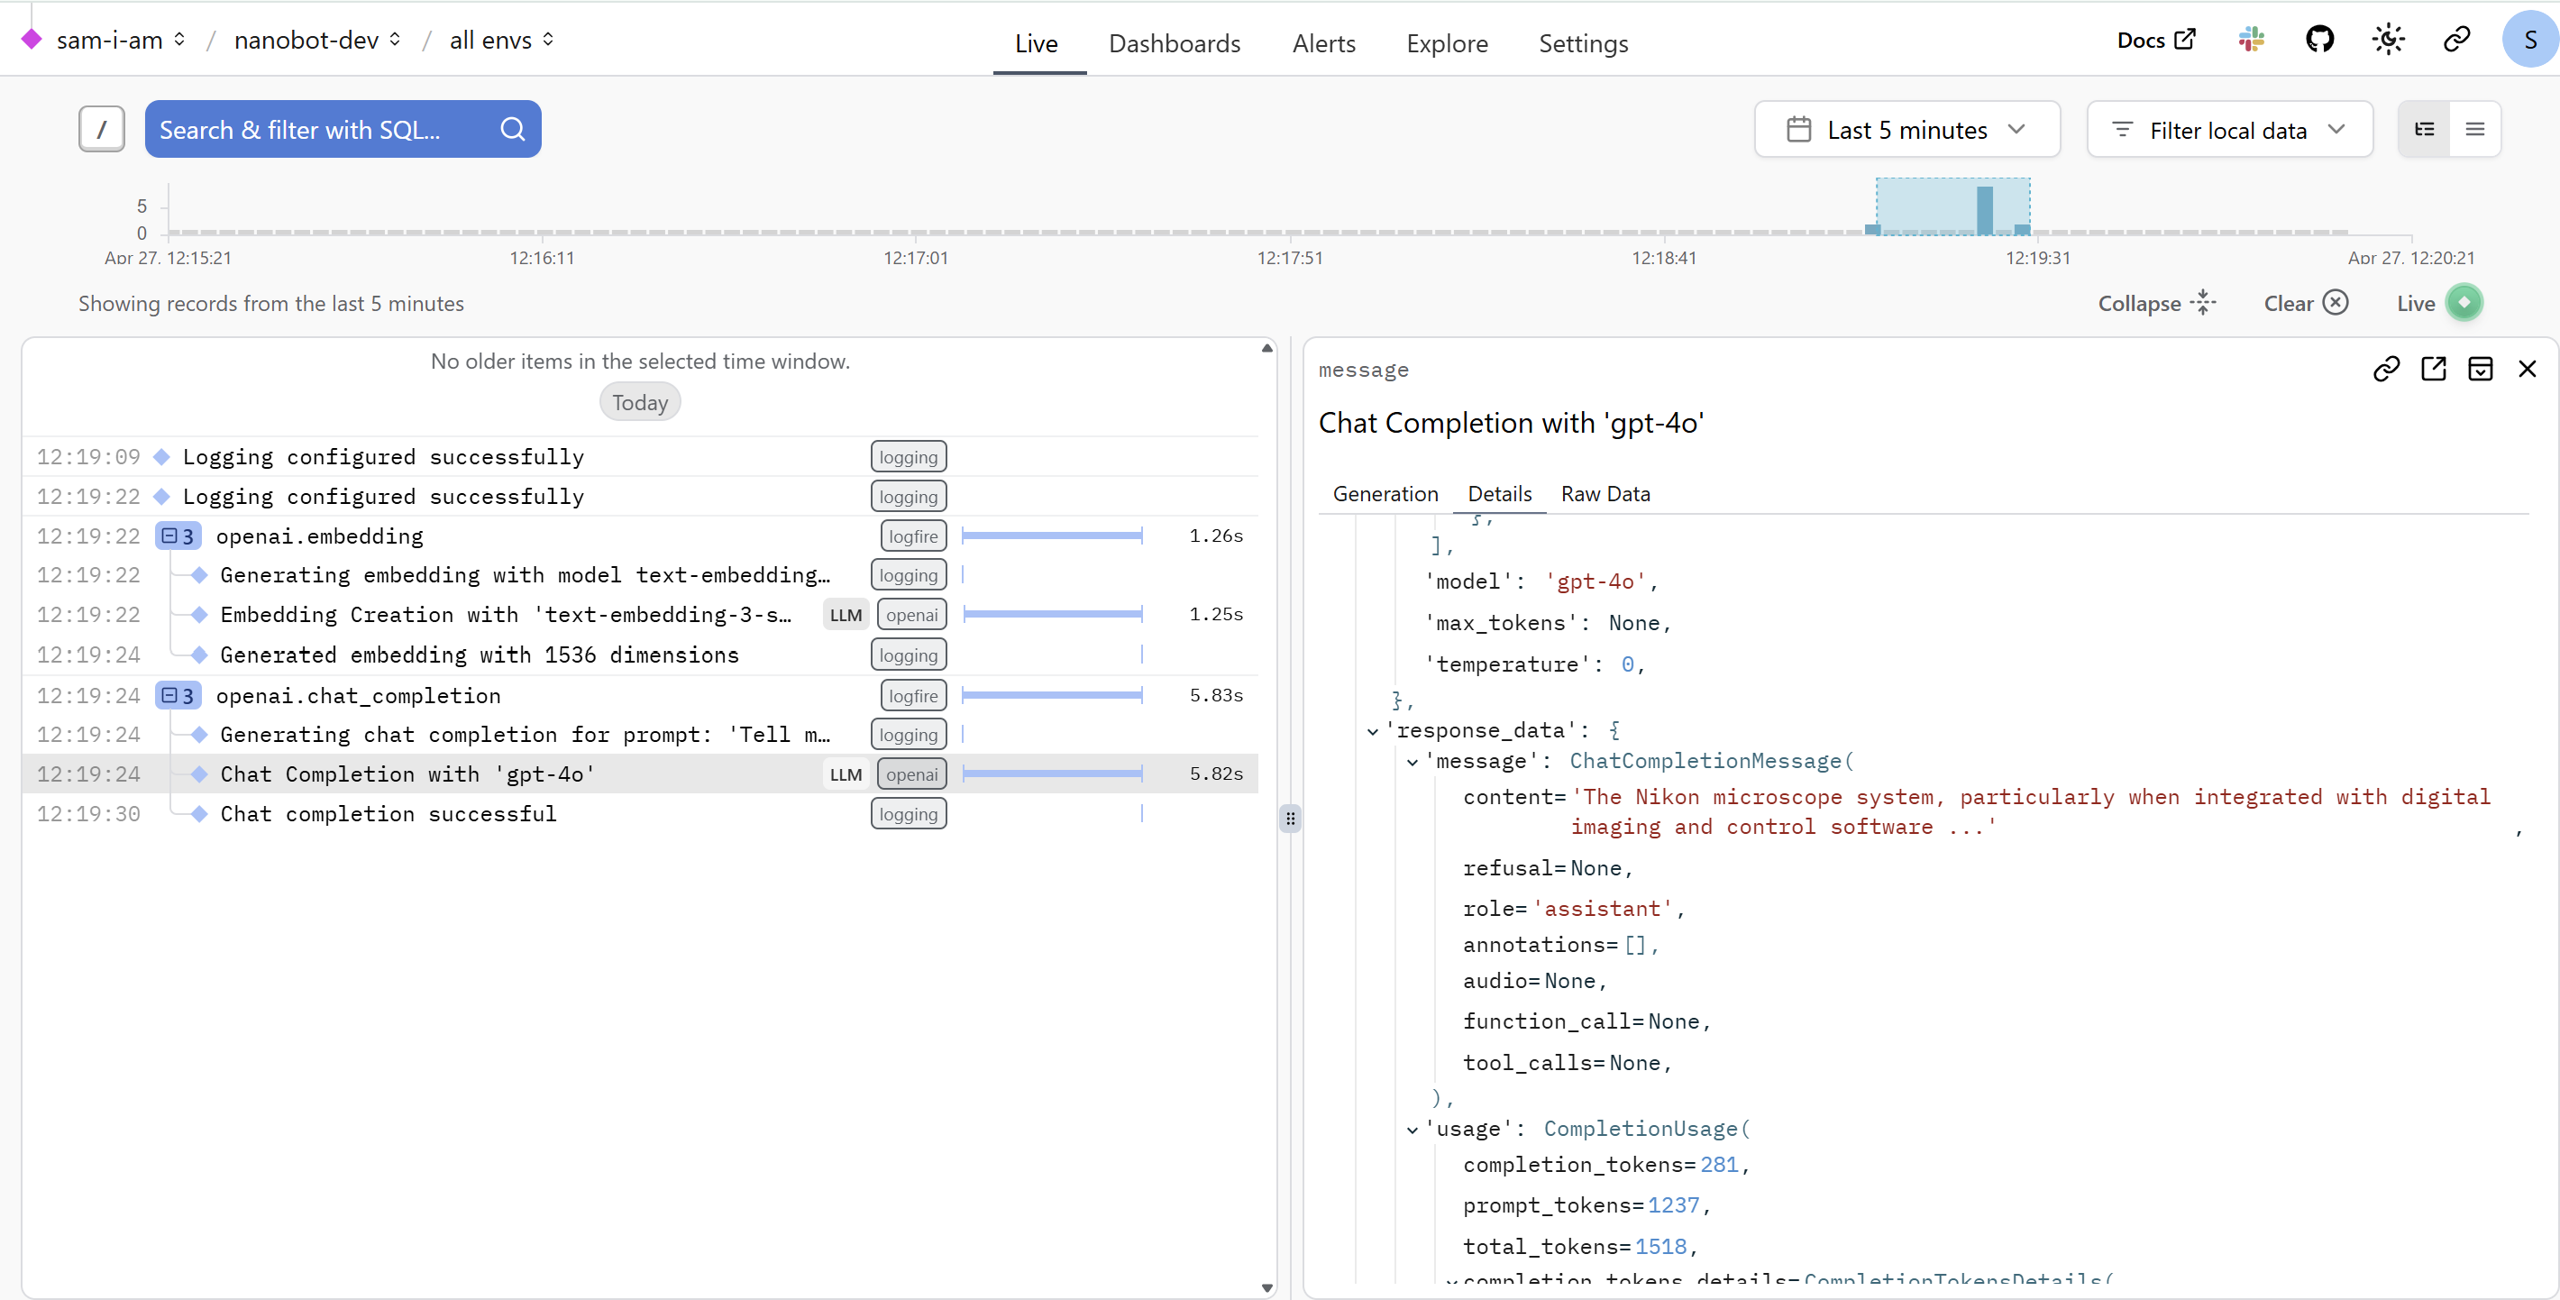 sam-i-am / nanobot-dev / all envs
Live Dashboards Alerts Explore Settings
Docs
S
/ Search & filter with SQL...
Last 5 minutes
Filter local data
5
0
Apr 27, 12:15:21 12:16:11 12:17:01 12:17:51 12:18:41 12:19:31 Apr 27, 12:20:21
Showing records from the last 5 minutes
Collapse Clear Live
No older items in the selected time window.
Today
12:19:09 Logging configured successfully logging
12:19:22 Logging configured successfully logging
12:19:22 3 openai.embedding logfire 1.26s
12:19:22 Generating embedding with model text-embedding… logging
12:19:22 Embedding Creation with 'text-embedding-3-s… LLM openai 1.25s
12:19:24 Generated embedding with 1536 dimensions logging
12:19:24 3 openai.chat_completion logfire 5.83s
12:19:24 Generating chat completion for prompt: 'Tell m… logging
12:19:24 Chat Completion with 'gpt-4o' LLM openai 5.82s
12:19:30 Chat completion successful logging
message
Chat Completion with 'gpt-4o'
Generation Details Raw Data
},
],
'model': 'gpt-4o',
'max_tokens': None,
'temperature': 0,
},
'response_data': {
'message': ChatCompletionMessage(
content='The Nikon microscope system, particularly when integrated with digital
imaging and control software ...',
refusal=None,
role='assistant',
annotations=[],
audio=None,
function_call=None,
tool_calls=None,
),
'usage': CompletionUsage(
completion_tokens=281,
prompt_tokens=1237,
total_tokens=1518,
completion_tokens_details=CompletionTokensDetails(